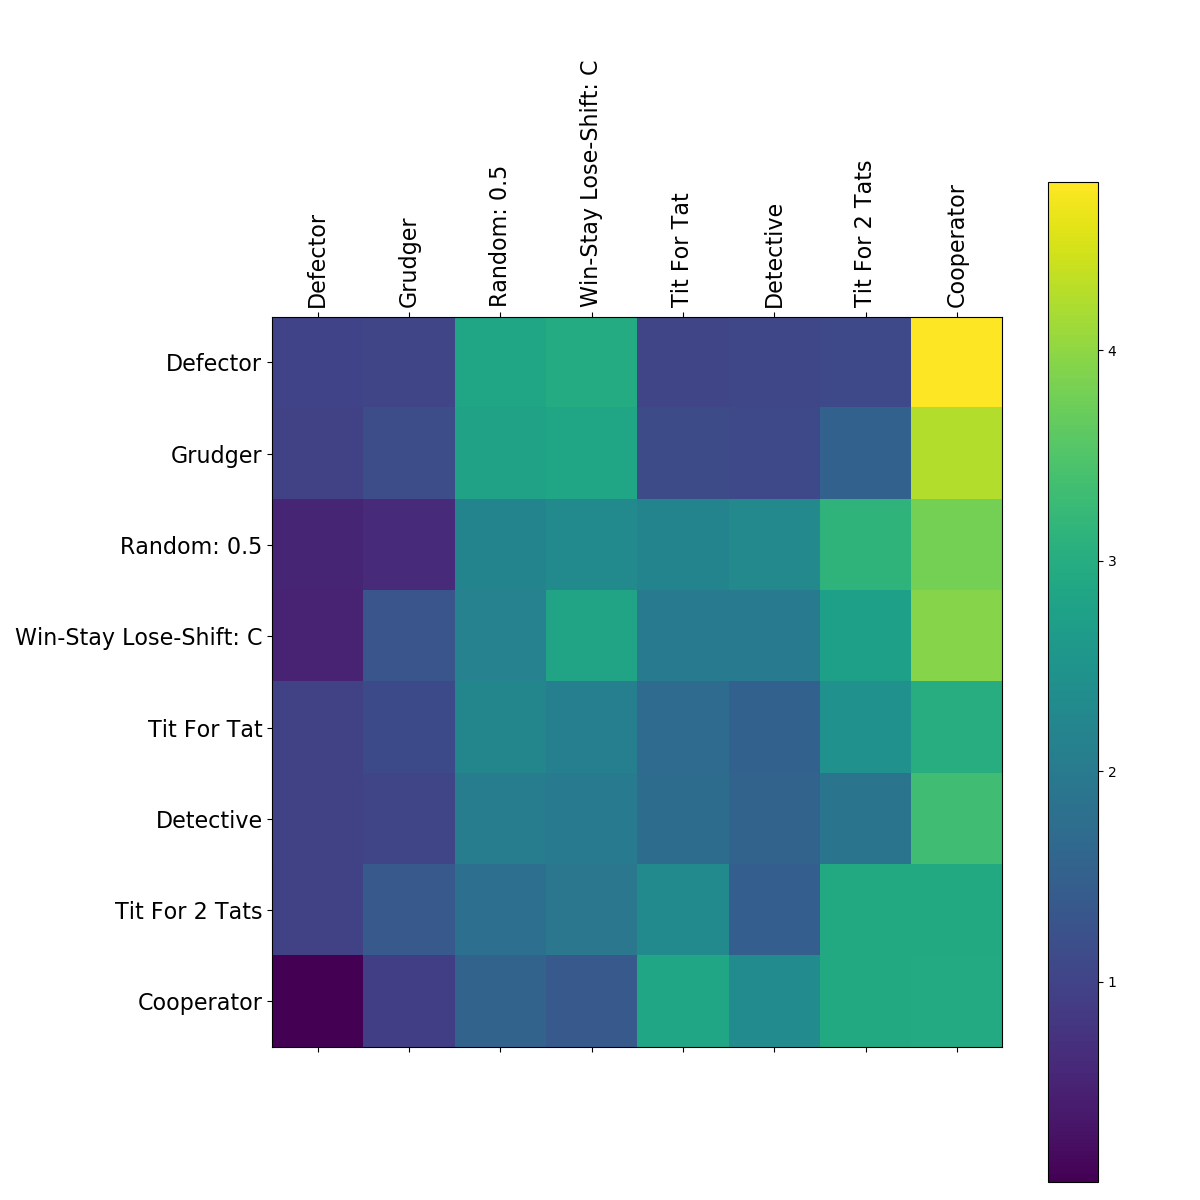 Defector
Grudger
Random: 0.5
Win-Stay Lose-Shift: C
Tit For Tat
Detective
Tit For 2 Tats
Cooperator
Defector
Grudger
Random: 0.5
Win-Stay Lose-Shift: C
Tit For Tat
Detective
Tit For 2 Tats
Cooperator
4
3
2
1